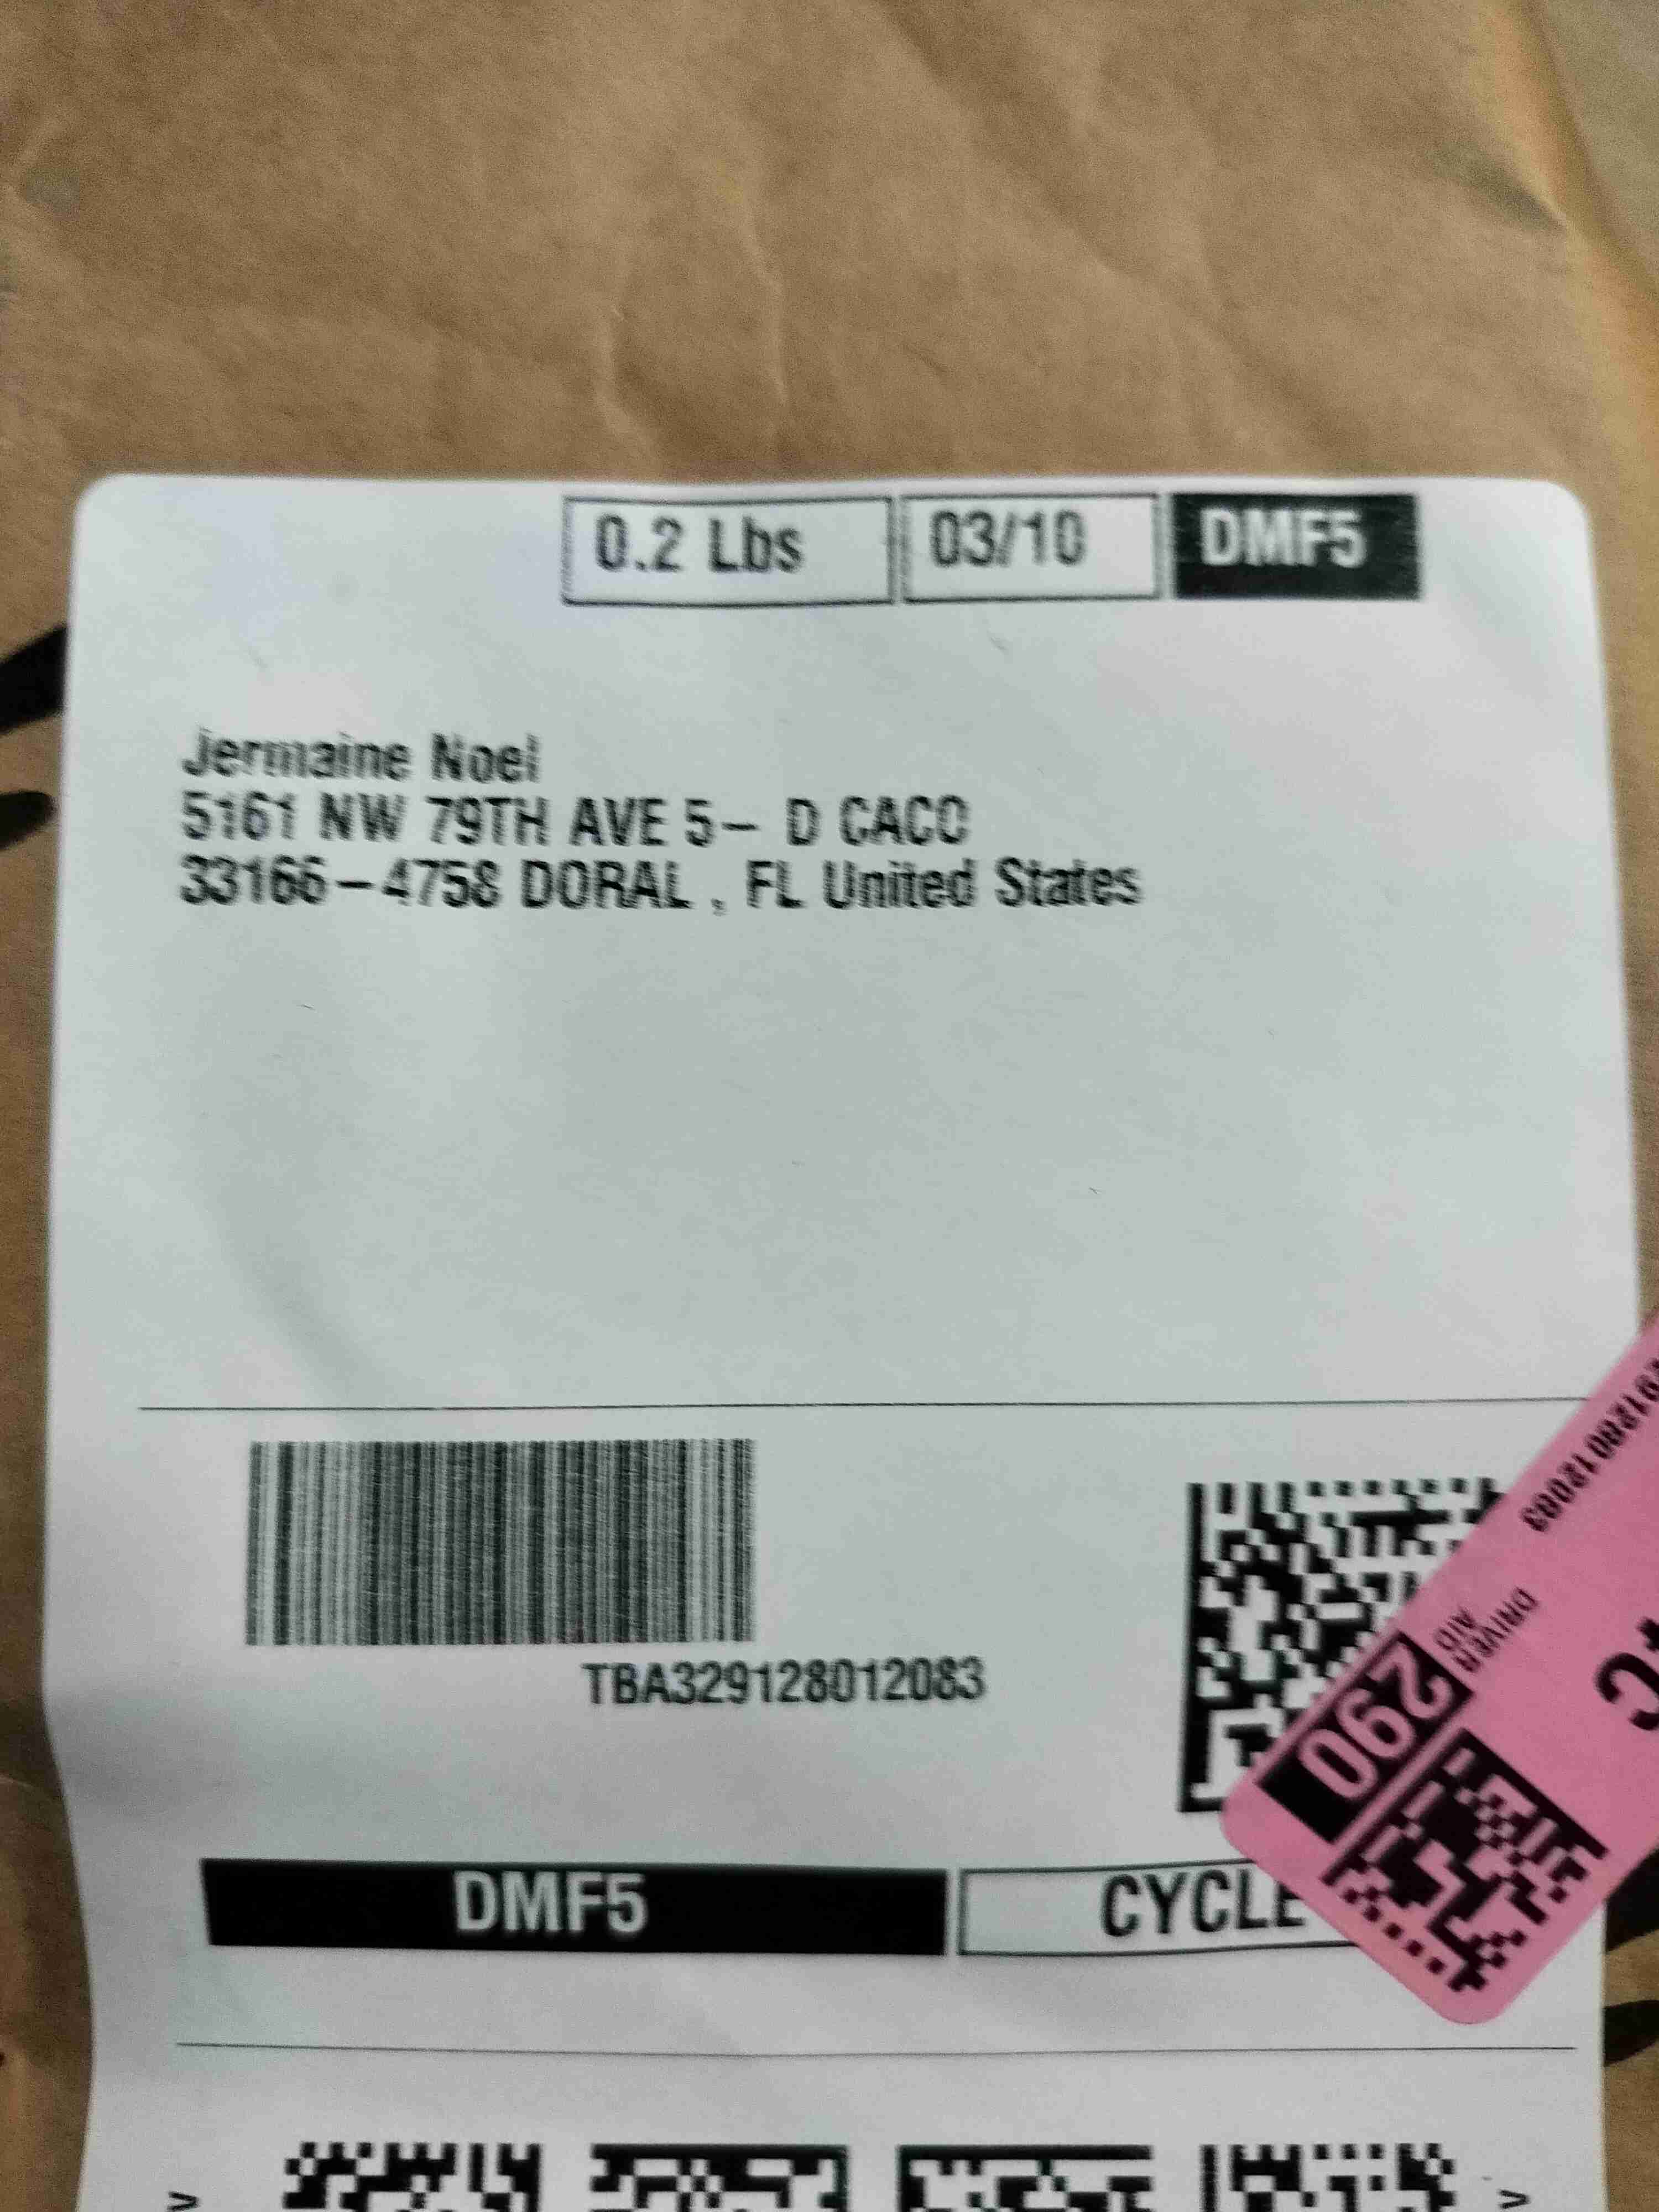 0.2 Lbs 03/10 DMF5
Jermaine Noel
5161 NW 79TH AVE 5- D CACO
33166-4758 DORAL , FL United States
TBA329128012083
DRIVER
AID
290
DMF5 CYCLE